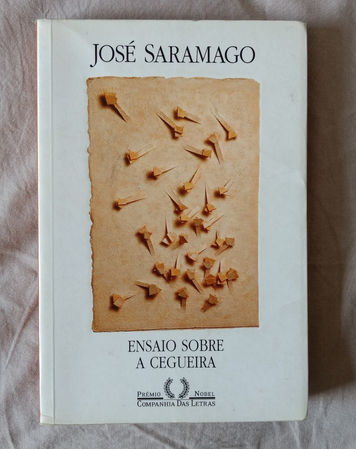 JOSÉ SARAMAGO
ENSAIO SOBRE
A CEGUEIRA
PRÊMIO NOBEL
COMPANHIA DAS LETRAS